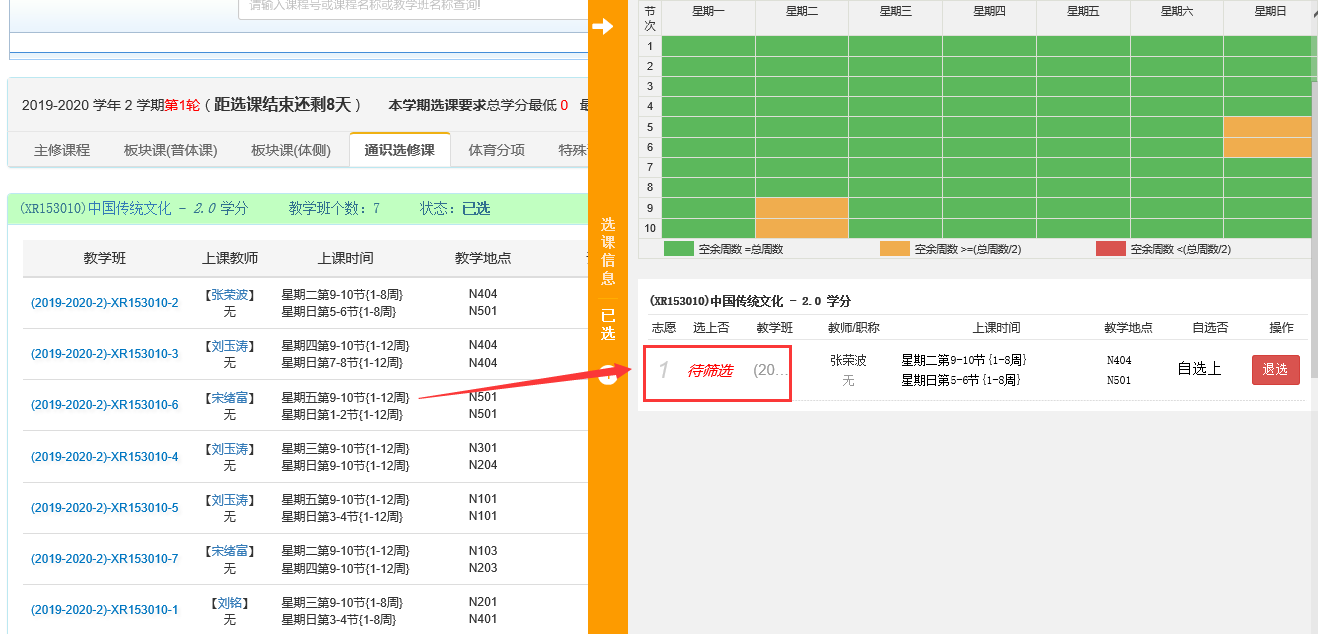 请输入课程号或课程名称或教学班名称查询!
2019-2020 学年 2 学期第1轮 ( 距选课结束还剩8天 ) 本学期选课要求总学分最低 0
主修课程 板块课(普体课) 板块课(体侧) 通识选修课 体育分项 特殊
(XR153010)中国传统文化 - 2.0 学分 教学班个数: 7 状态: 已选
教学班 上课教师 上课时间 教学地点
(2019-2020-2)-XR153010-2 【张荣波】 星期二第9-10节{1-8周} N404
无 星期日第5-6节{1-8周} N501
(2019-2020-2)-XR153010-3 【刘玉涛】 星期四第9-10节{1-12周} N404
无 星期日第7-8节{1-12周} N404
(2019-2020-2)-XR153010-6 【宋绪富】 星期五第9-10节{1-12周} N501
无 星期日第1-2节{1-12周} N501
(2019-2020-2)-XR153010-4 【刘玉涛】 星期三第9-10节{1-12周} N301
无 星期日第9-10节{1-12周} N204
(2019-2020-2)-XR153010-5 【刘玉涛】 星期五第9-10节{1-12周} N101
无 星期日第3-4节{1-12周} N101
(2019-2020-2)-XR153010-7 【宋绪富】 星期二第9-10节{1-12周} N103
无 星期四第9-10节{1-12周} N203
(2019-2020-2)-XR153010-1 【刘铭】 星期三第9-10节{1-8周} N201
无 星期日第3-4节{1-8周} N401
选课信息
已选
节次 星期一 星期二 星期三 星期四 星期五 星期六 星期日
1
2
3
4
5
6
7
8
9
10
空余周数 =总周数 空余周数 >=(总周数/2) 空余周数 <(总周数/2)
(XR153010)中国传统文化 - 2.0 学分
志愿 选上否 教学班 教师/职称 上课时间 教学地点 自选否 操作
1 待筛选 (20... 张荣波 星期二第9-10节{1-8周} N404 自选上 退选
无 星期日第5-6节{1-8周} N501